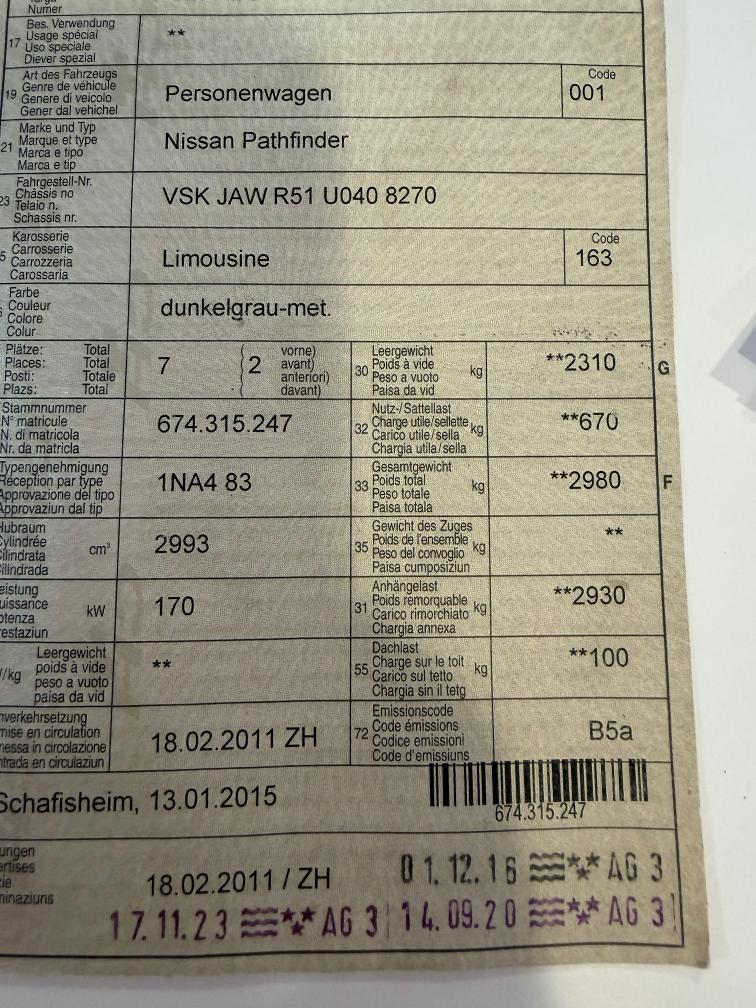 Numer
17 Bes. Verwendung
Usage spécial
Uso speciale
Diever spezial
**
19 Art des Fahrzeugs
Genre de véhicule
Genere di veicolo
Gener dal vehichel
Personenwagen
Code
001
21 Marke und Typ
Marque et type
Marca e tipo
Marca e tip
Nissan Pathfinder
23 Fahrgestell-Nr.
Châssis no
Telaio n.
Schassis nr.
VSK JAW R51 U040 8270
5 Karosserie
Carrosserie
Carrozzeria
Carossaria
Limousine
Code
163
Farbe
Couleur
Colore
Colur
dunkelgrau-met.
Plätze: Total
Places: Total
Posti: Totale
Plazs: Total
7
(2 vorne)
avant)
anteriori)
davant)
30 Leergewicht
Poids à vide
Peso a vuoto
Paisa da vid
kg
**2310
G
Stammnummer
N° matricule
N. di matricola
Nr. da matricla
674.315.247
32 Nutz-/Sattellast
Charge utile/sellette
Carico utile/sella
Chargia utila/sella
kg
**670
Typengenehmigung
Réception par type
Approvazione del tipo
Approvaziun dal tip
1NA4 83
33 Gesamtgewicht
Poids total
Peso totale
Paisa totala
kg
**2980
F
Hubraum
Cylindrée
Cilindrata
Cilindrada
cm³
2993
35 Gewicht des Zuges
Poids de l'ensemble
Peso del convoglio
Paisa cumposiziun
kg
**
eistung
uissance
otenza
restaziun
kW
170
31 Anhängelast
Poids remorquable
Carico rimorchiato
Chargia annexa
kg
**2930
/kg Leergewicht
poids à vide
peso a vuoto
paisa da vid
**
55 Dachlast
Charge sur le toit
Carico sul tetto
Chargia sin il tetg
kg
**100
nverkehrsetzung
mise en circulation
messa in circolazione
ntrada en circulaziun
18.02.2011 ZH
72 Emissionscode
Code émissions
Codice emissioni
Code d'emissiuns
B5a
Schafisheim, 13.01.2015
674.315.247
ungen
ertises
zie
minaziuns
18.02.2011 / ZH
01.12.16 AG 3
17.11.23 AG 3
14.09.20 AG 3